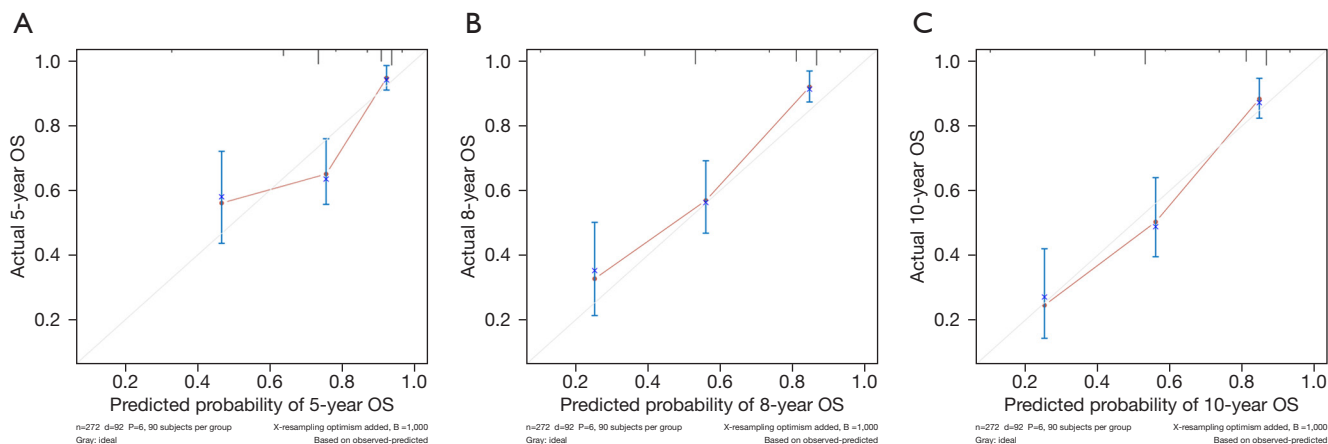 A
Actual 5-year OS
1.0
0.8
0.6
0.4
0.2
0.2 0.4 0.6 0.8 1.0
Predicted probability of 5-year OS
n=272 d=92 P=6, 90 subjects per group X-resampling optimism added, B =1,000
Gray: ideal Based on observed-predicted
B
Actual 8-year OS
1.0
0.8
0.6
0.4
0.2
0.2 0.4 0.6 0.8 1.0
Predicted probability of 8-year OS
n=272 d=92 P=6, 90 subjects per group X-resampling optimism added, B =1,000
Gray: ideal Based on observed-predicted
C
Actual 10-year OS
1.0
0.8
0.6
0.4
0.2
0.2 0.4 0.6 0.8 1.0
Predicted probability of 10-year OS
n=272 d=92 P=6, 90 subjects per group X-resampling optimism added, B =1,000
Gray: ideal Based on observed-predicted